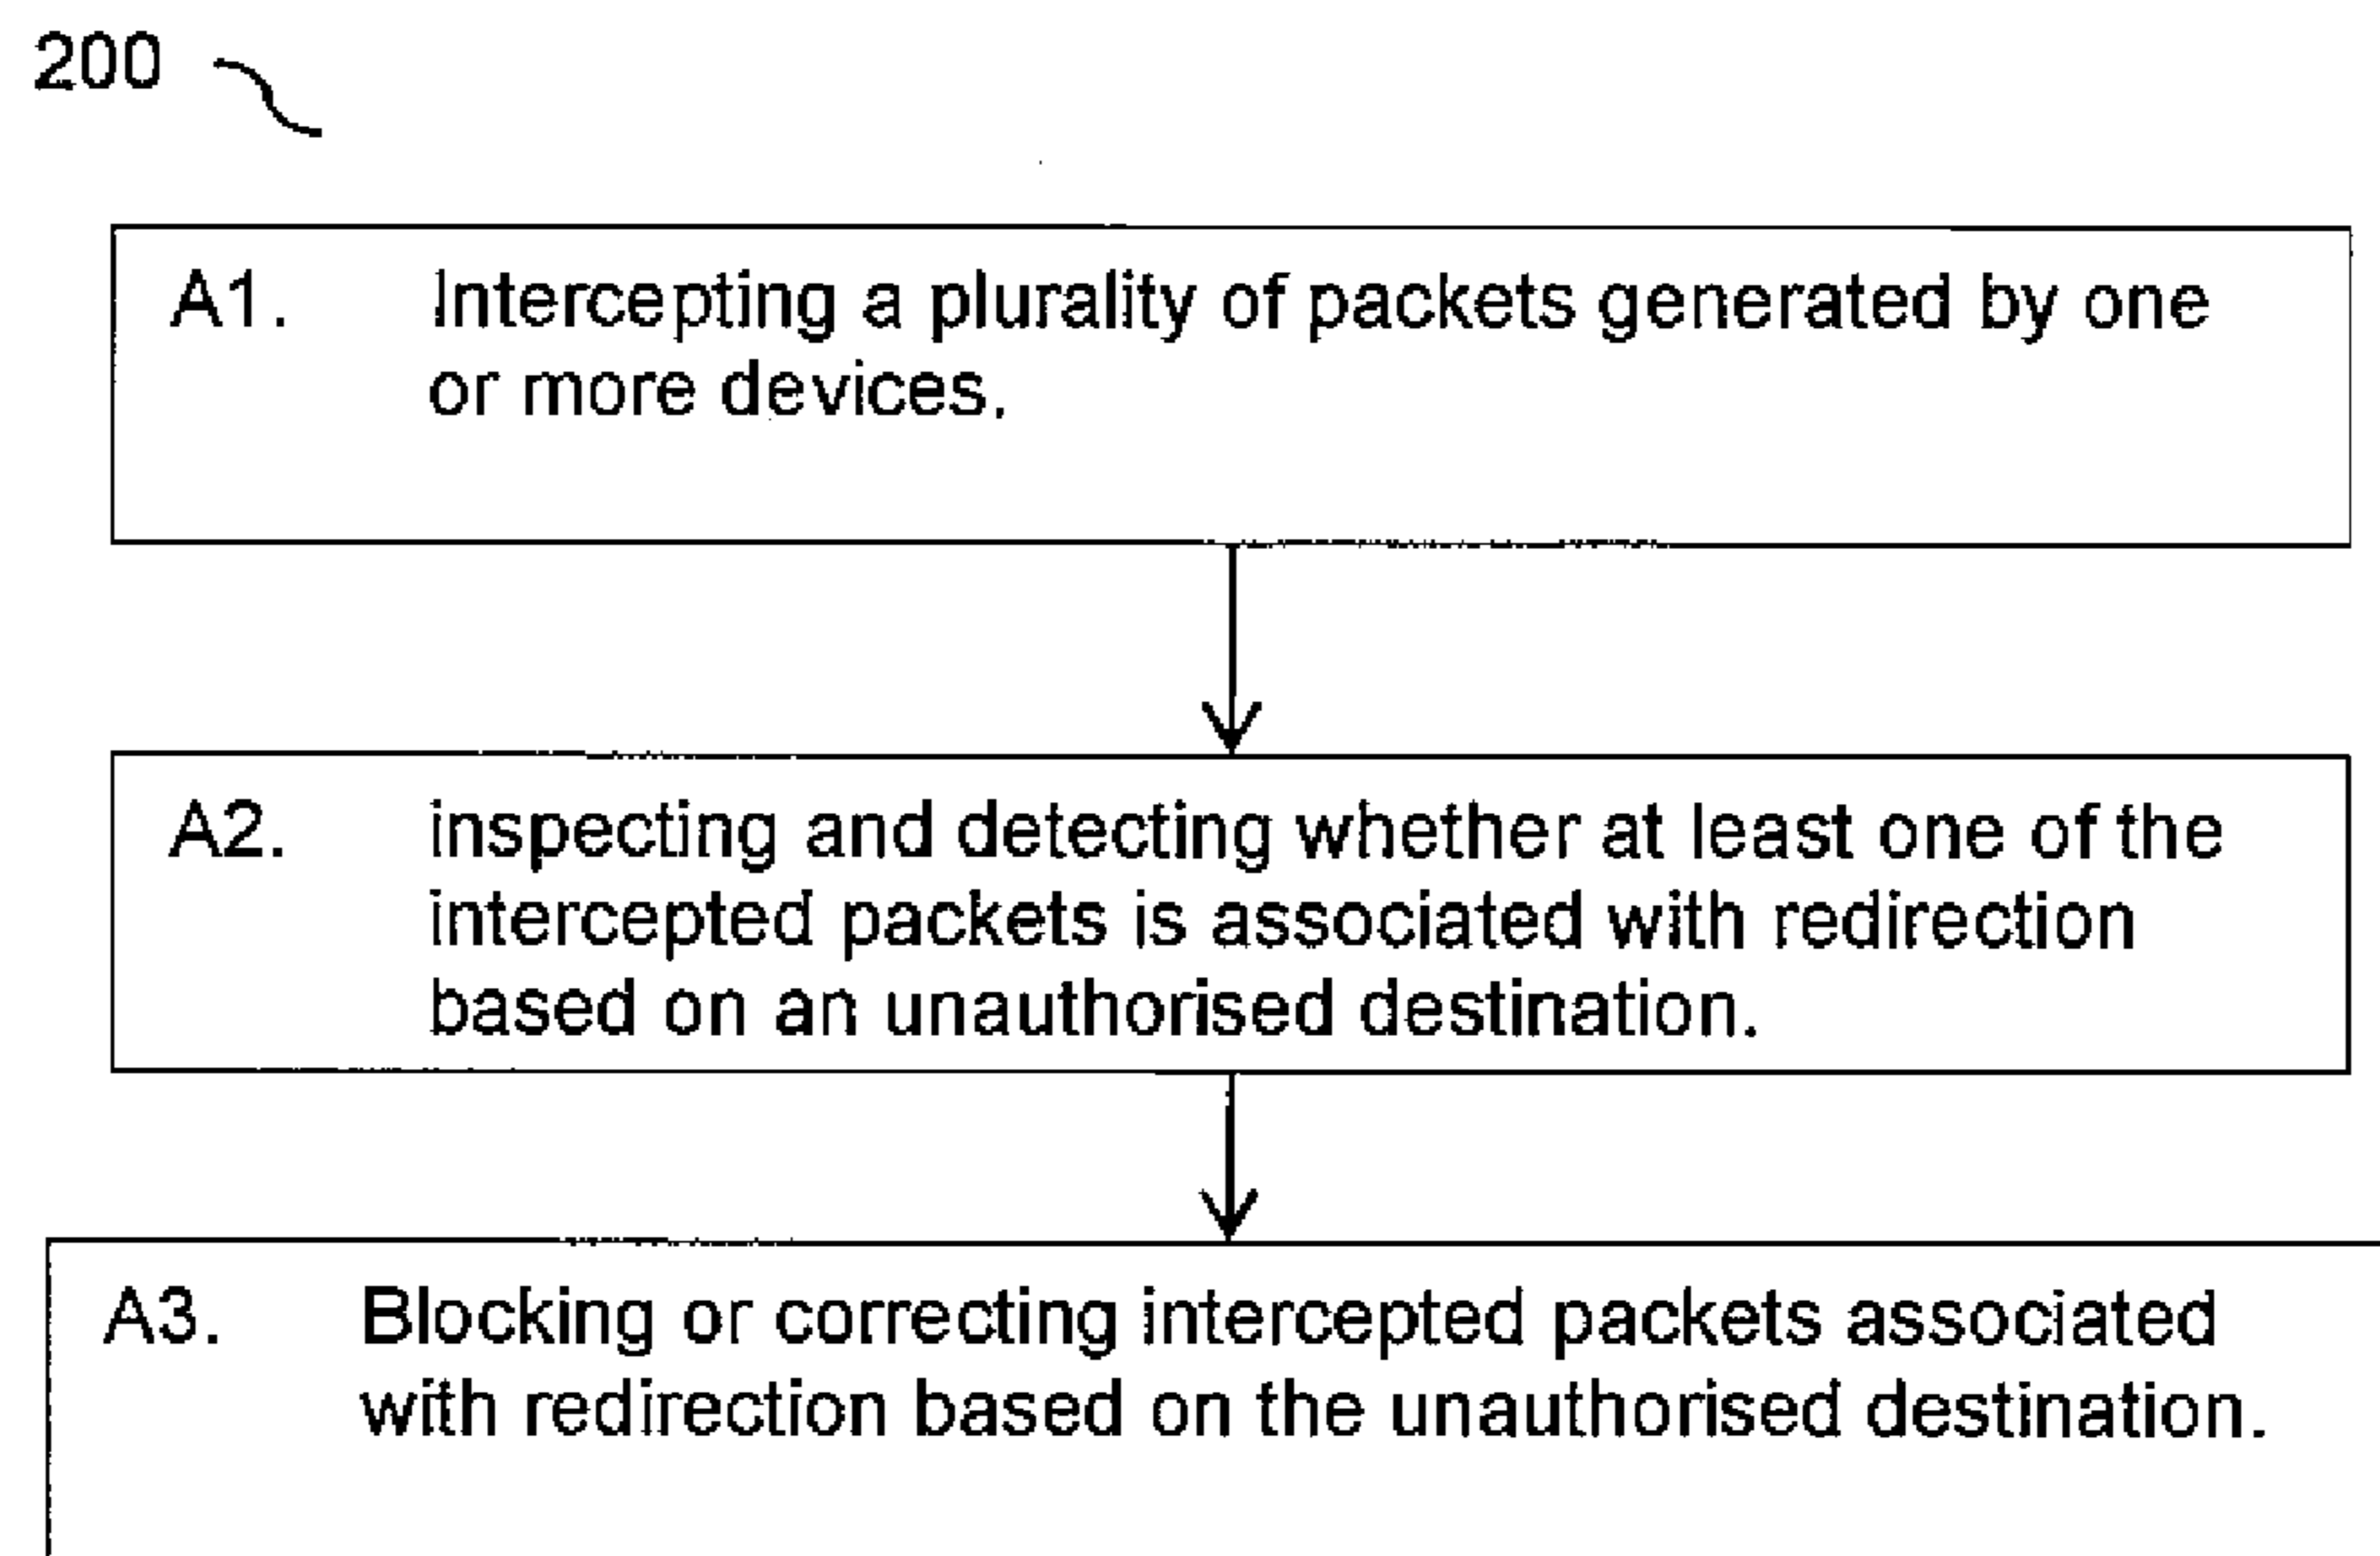 200
A1. Intercepting a plurality of packets generated by one
or more devices.
A2. inspecting and detecting whether at least one of the
intercepted packets is associated with redirection
based on an unauthorised destination.
A3. Blocking or correcting intercepted packets associated
with redirection based on the unauthorised destination.